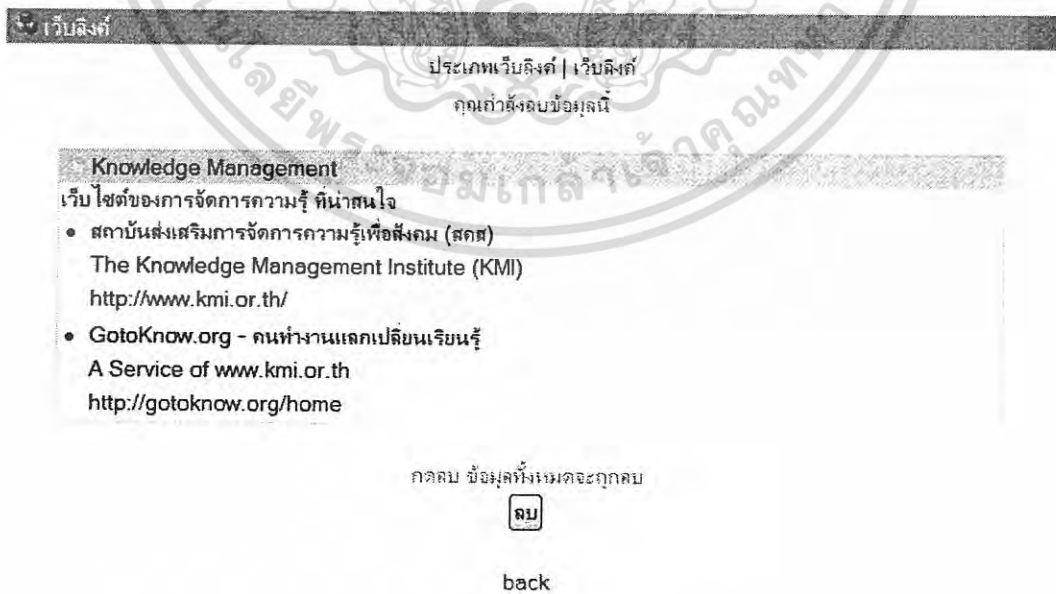 เว็บลิงค์
ประเภทเว็บลิงค์ | เว็บลิงค์
คุณกำลังลบข้อมูลนี้
Knowledge Management
เว็บไซต์ของการจัดการความรู้ ที่น่าสนใจ
• สถาบันส่งเสริมการจัดการความรู้เพื่อสังคม (สคส)
The Knowledge Management Institute (KMI)
http://www.kmi.or.th/
• GotoKnow.org - คนทำงานแลกเปลี่ยนเรียนรู้
A Service of www.kmi.or.th
http://gotoknow.org/home
กดลบ ข้อมูลทั้งหมดจะถูกลบ
ลบ
back